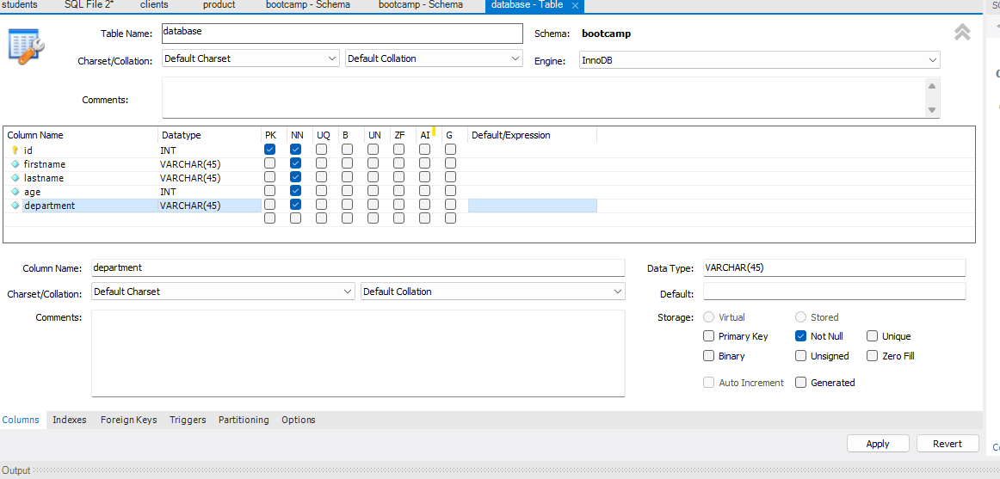 students SQL File 2* clients product bootcamp - Schema bootcamp - Schema database - Table ×
Table Name: database Schema: bootcamp
Charset/Collation: Default Charset Default Collation Engine: InnoDB
Comments:
Column Name Datatype PK NN UQ B UN ZF AI G Default/Expression
id INT
firstname VARCHAR(45)
lastname VARCHAR(45)
age INT
department VARCHAR(45)
Column Name: department Data Type: VARCHAR(45)
Charset/Collation: Default Charset Default Collation Default:
Comments: Storage: Virtual Stored
Primary Key Not Null Unique
Binary Unsigned Zero Fill
Auto Increment Generated
Columns Indexes Foreign Keys Triggers Partitioning Options
Apply Revert
Output